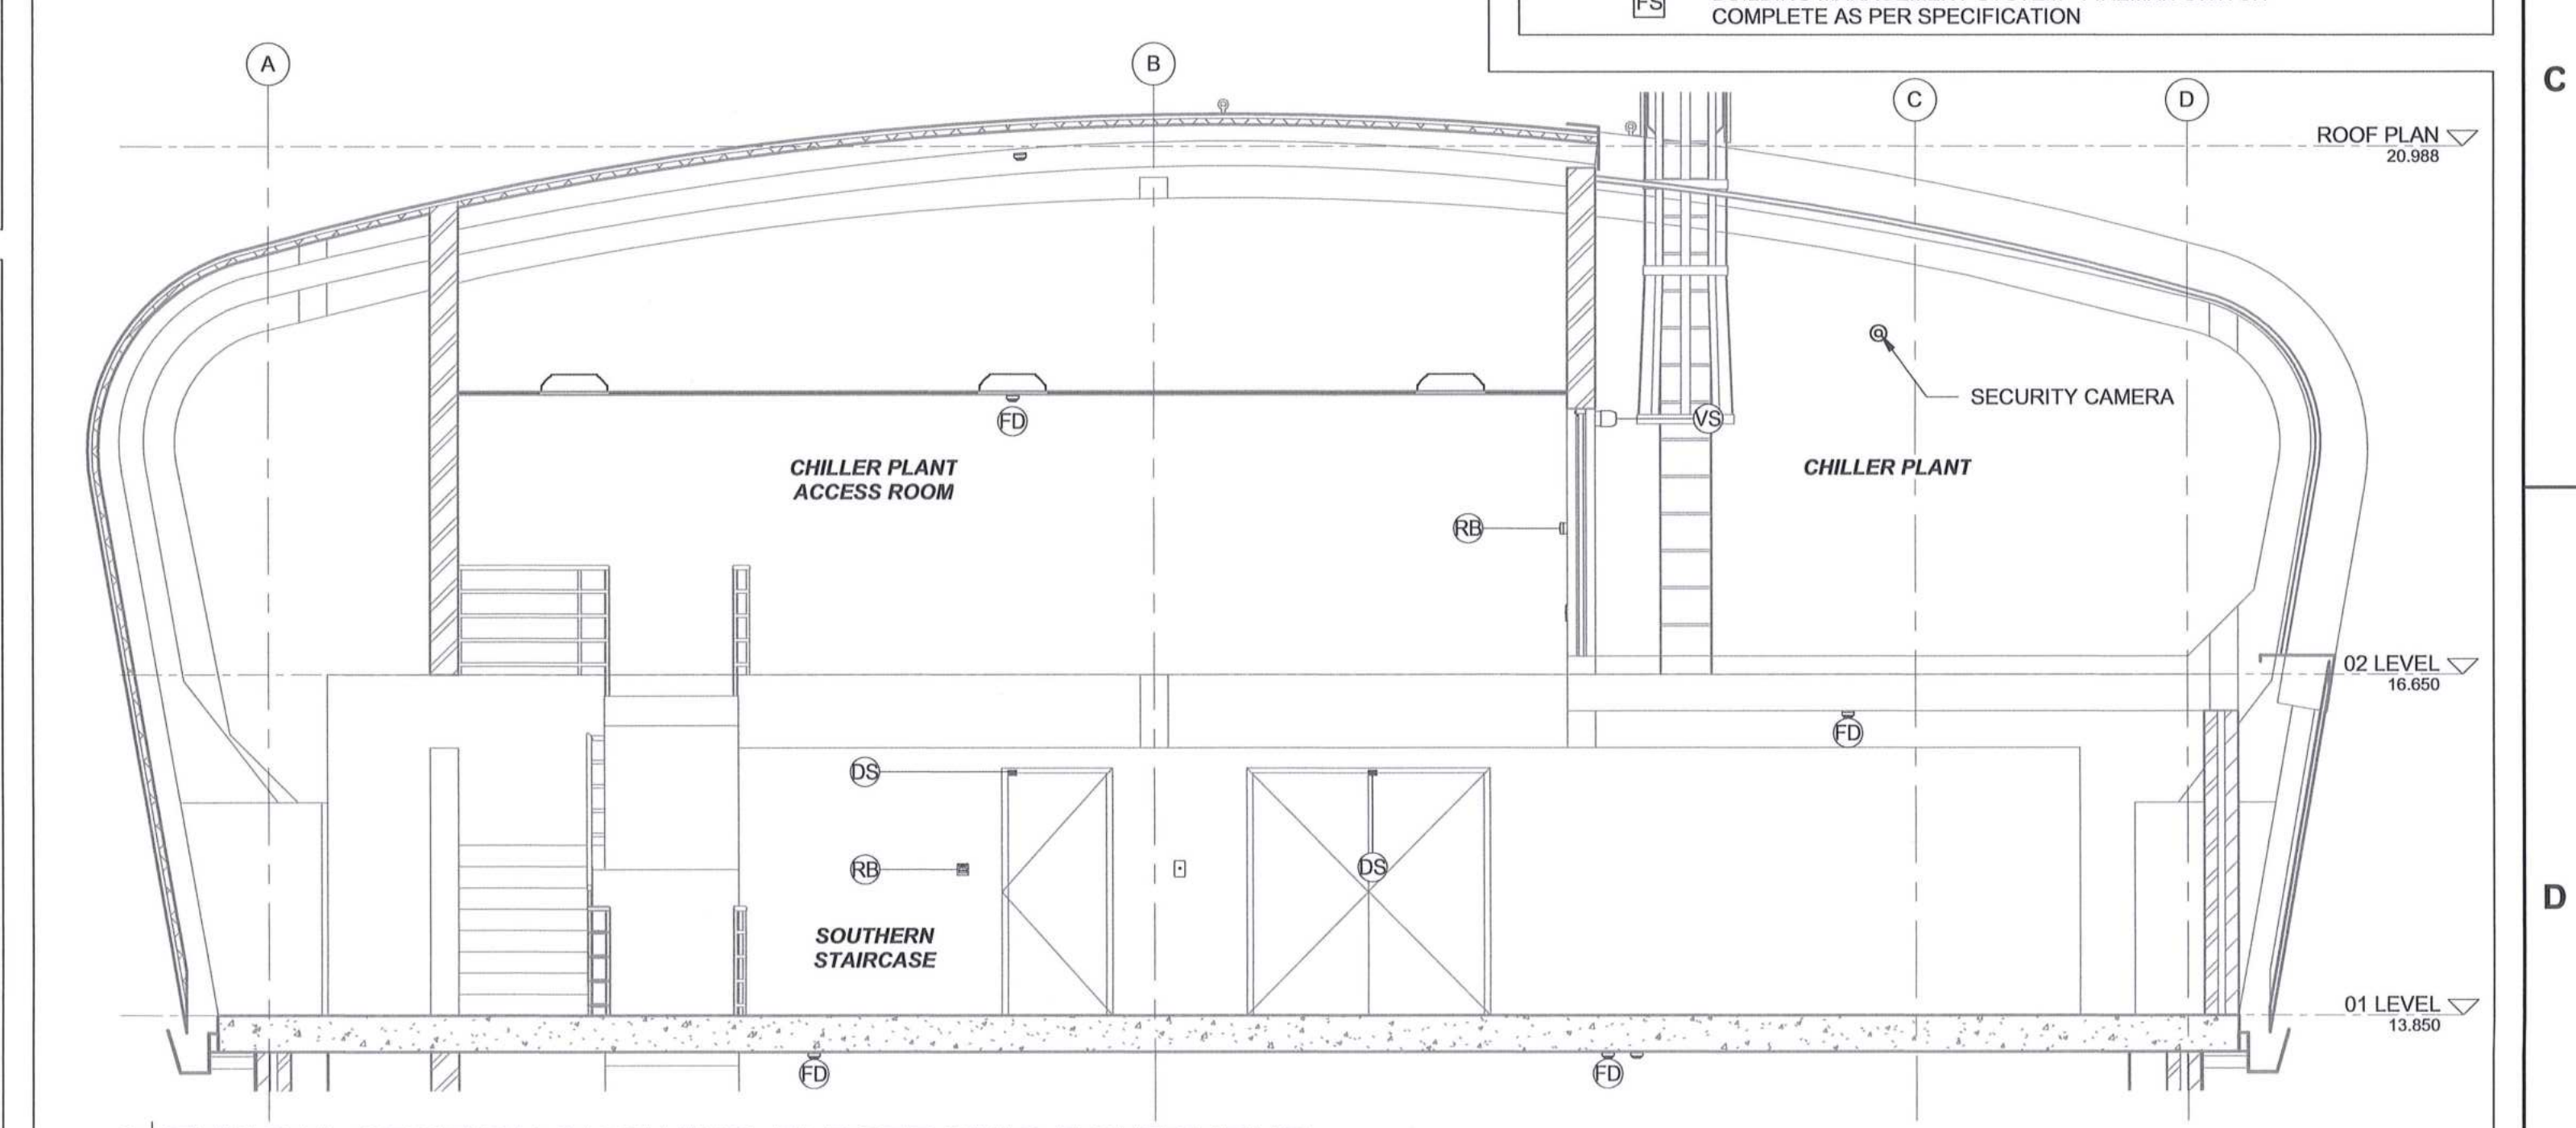 FS
COMPLETE AS PER SPECIFICATION
C
A
B
C
D
ROOF PLAN
20.988
SECURITY CAMERA
FD
VS
CHILLER PLANT
ACCESS ROOM
CHILLER PLANT
RB
02 LEVEL
16.650
FD
DS
RB
DS
D
SOUTHERN
STAIRCASE
01 LEVEL
13.850
FD
FD